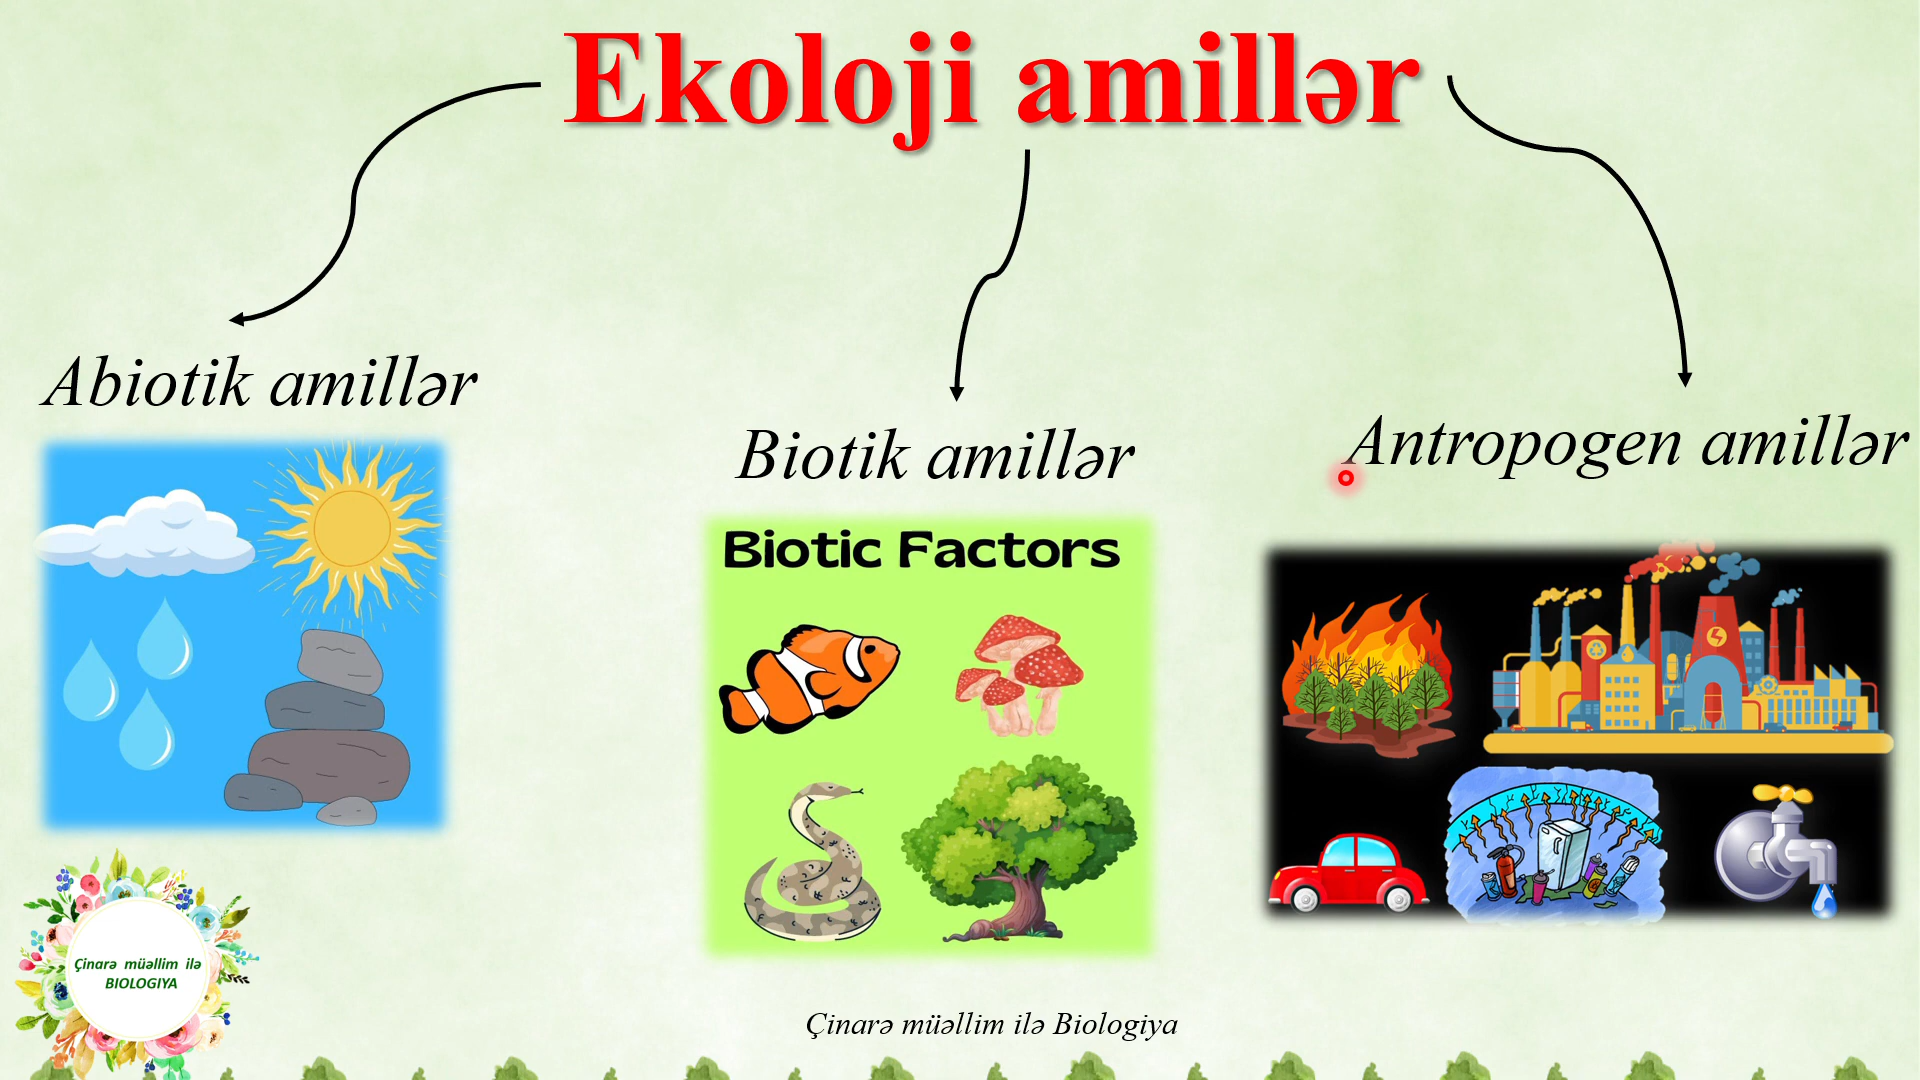 Ekoloji amillər
Abiotik amillər
Biotik amillər
Antropogen amillər
Biotic Factors
Çinarə müəllim ilə
BIOLOGIYA
Çinarə müəllim ilə Biologiya